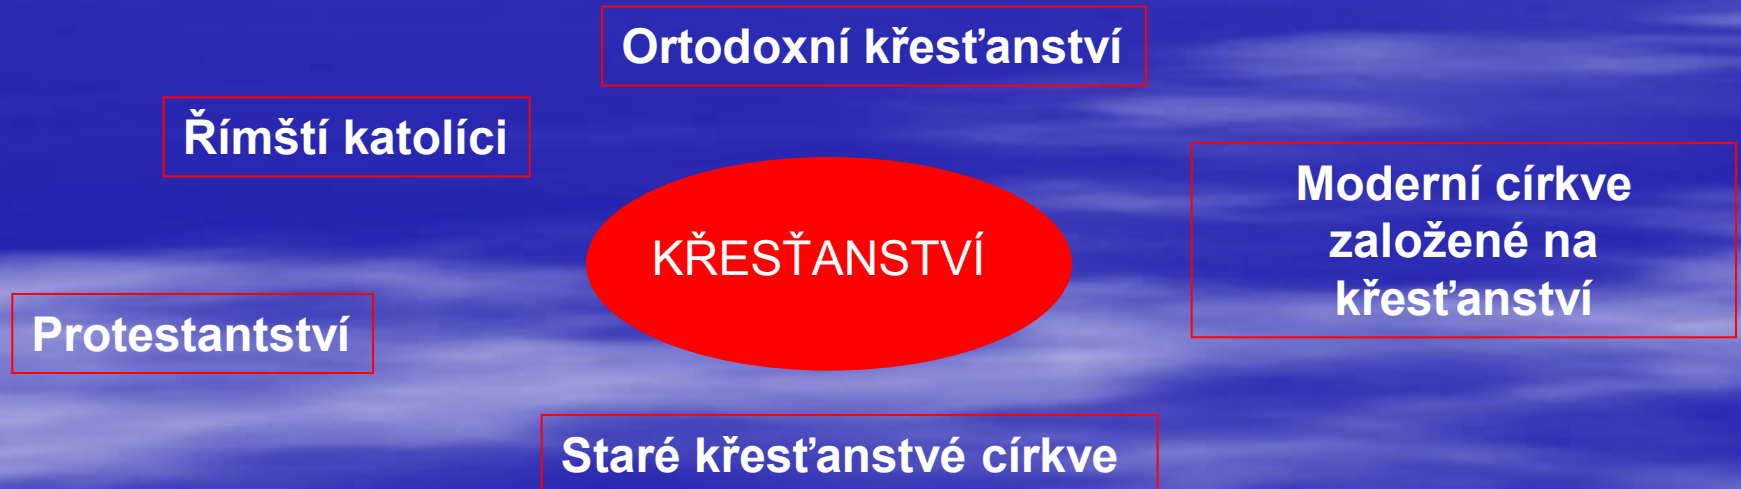 Ortodoxní křesťanství
Římští katolíci
Moderní církve
založené na
křesťanství
KŘESŤANSTVÍ
Protestantství
Staré křesťanstvé církve